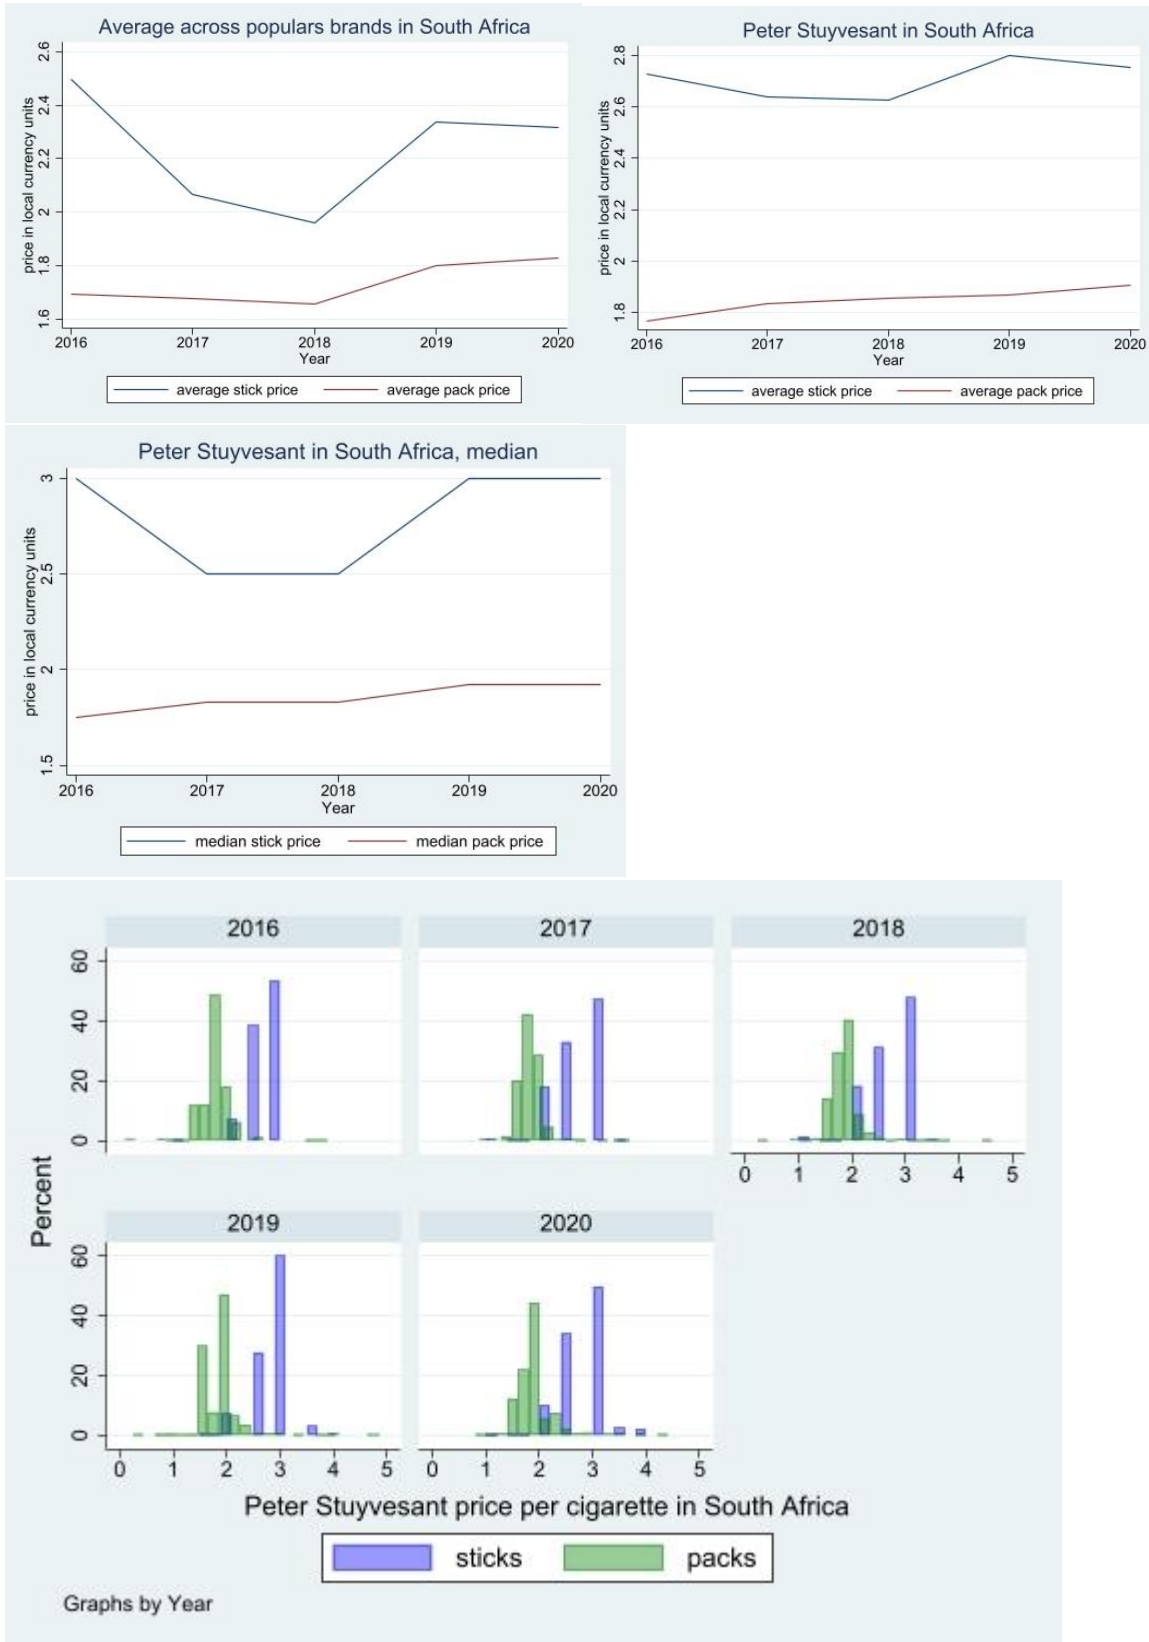 Average across populars brands in South Africa
price in local currency units
2.6
2.4
2.2
2
1.8
1.6
2016 2017 2018 2019 2020
Year
average stick price average pack price
Peter Stuyvesant in South Africa
price in local currency units
2.8
2.6
2.4
2.2
2
1.8
2016 2017 2018 2019 2020
Year
average stick price average pack price
Peter Stuyvesant in South Africa, median
price in local currency units
3
2.5
2
1.5
2016 2017 2018 2019 2020
Year
median stick price median pack price
2016 2017 2018
60
40
20
0
0 1 2 3 4 5
Percent
2019 2020
60
40
20
0
0 1 2 3 4 5 0 1 2 3 4 5
Peter Stuyvesant price per cigarette in South Africa
sticks packs
Graphs by Year